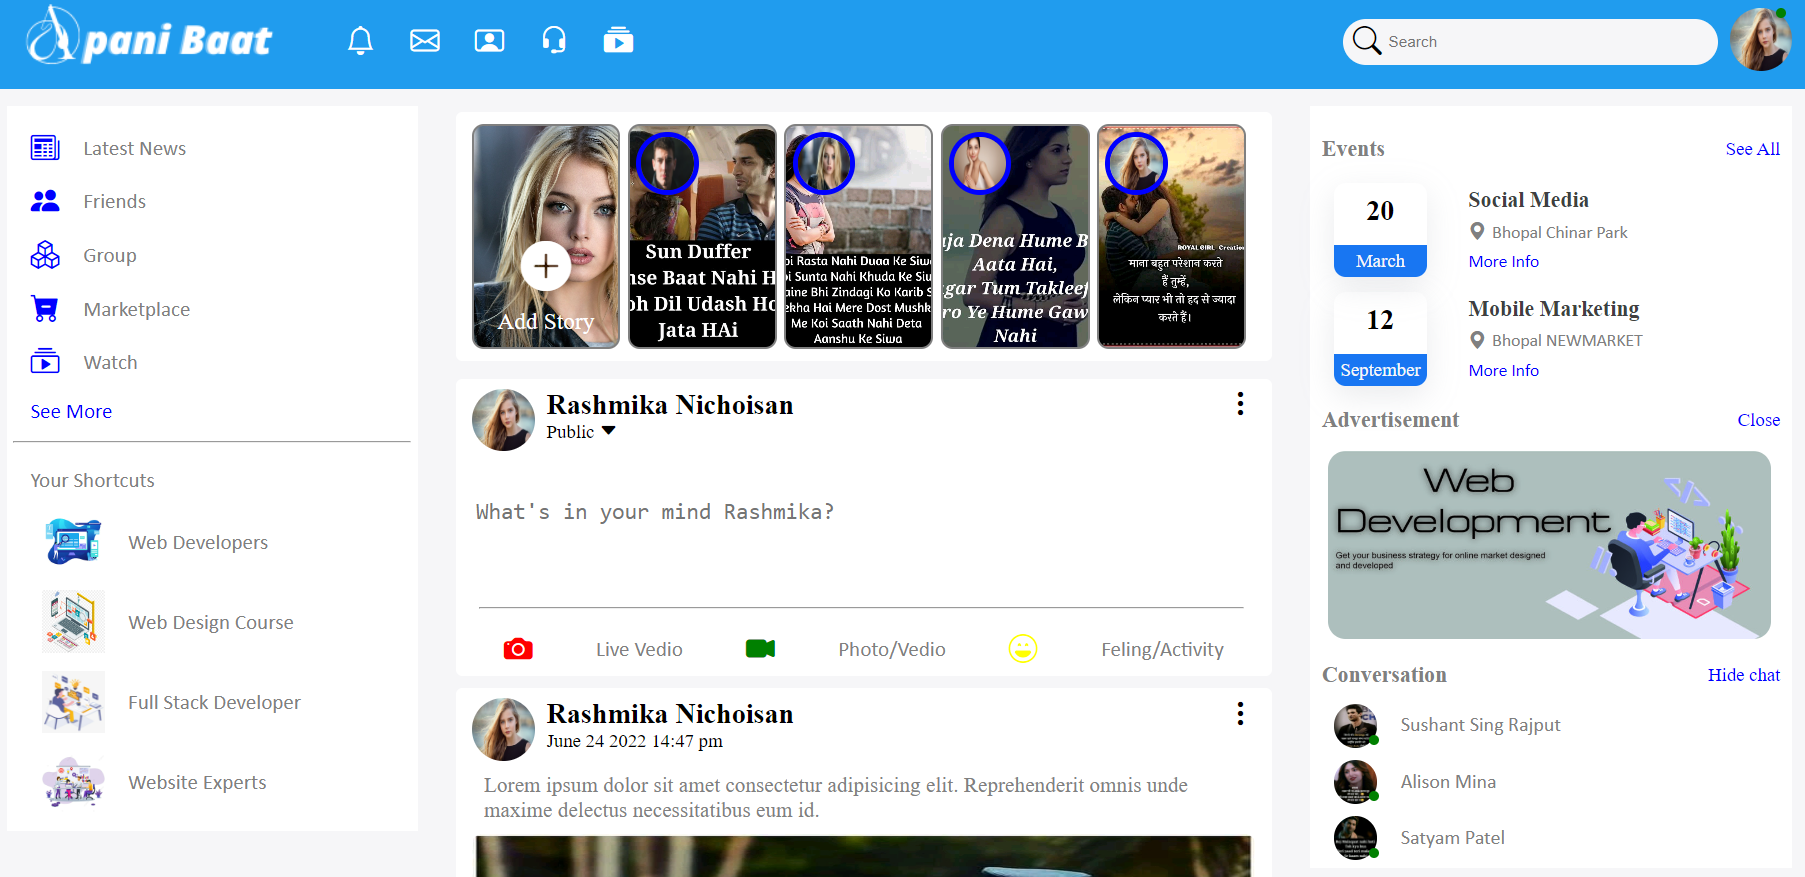 Apani Baat
Search
Latest News
Friends
Group
Marketplace
Watch
See More
Your Shortcuts
Web Developers
Web Design Course
Full Stack Developer
Website Experts
Add Story
Sun Duffer
nse Baat Nahi H
oh Dil Udash Ho
Jata HAi
oi Rasta Nahi Duaa Ke Siw
oi Sunta Nahi Khuda Ke Siu
aine Bhi Zindagi Ko Karib S
ekha Hai Mere Dost Mushk
Me Koi Saath Nahi Deta
Aanshu Ke Siwa
aja Dena Hume B
Aata Hai,
gar Tum Takleef
ro Ye Hume Gaw
Nahi
ROYAL GIRL Creation
माना बहुत परेशान करते
हैं तुम्हें,
लेकिन प्यार भी तो हद से ज्यादा
करते हैं।
Rashmika Nichoisan
Public
What's in your mind Rashmika?
Live Vedio
Photo/Vedio
Feling/Activity
Rashmika Nichoisan
June 24 2022 14:47 pm
Lorem ipsum dolor sit amet consectetur adipisicing elit. Reprehenderit omnis unde
maxime delectus necessitatibus eum id.
Events
See All
20
March
Social Media
Bhopal Chinar Park
More Info
12
September
Mobile Marketing
Bhopal NEWMARKET
More Info
Advertisement
Close
Web
Development
Get your business strategy for online market designed
and developed
Conversation
Hide chat
Sushant Sing Rajput
Alison Mina
Satyam Patel